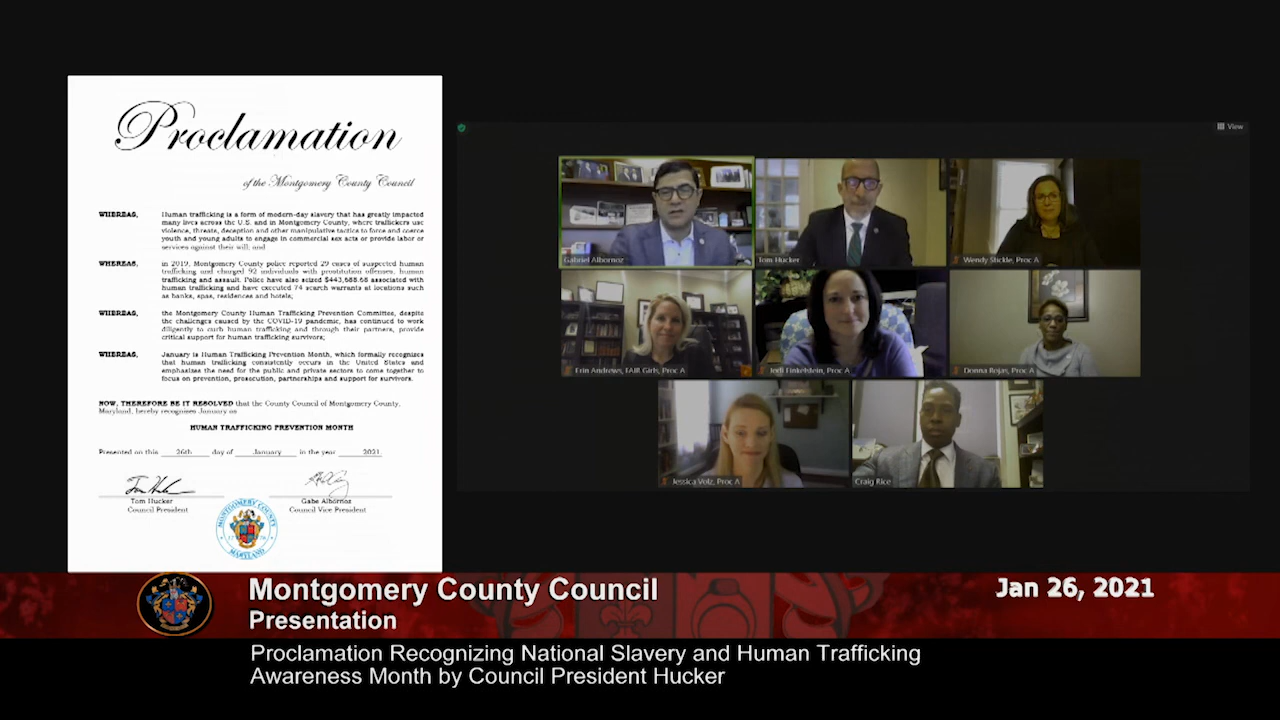 Proclamation
of the Montgomery County Council
WHEREAS, Human trafficking is a form of modern-day slavery that has greatly impacted
many lives across the U.S. and in Montgomery County, where traffickers use
violence, threats, deception and other manipulative tactics to force and coerce
youth and young adults to engage in commercial sex acts or provide labor or
services against their will; and
WHEREAS, in 2019, Montgomery County police reported 29 cases of suspected human
trafficking and charged 92 individuals with prostitution offenses, human
trafficking and assault. Police have also seized $443,688.68 associated with
human trafficking and have executed 74 search warrants at locations such
as banks, spas, residences and hotels;
WHEREAS, the Montgomery County Human Trafficking Prevention Committee, despite
the challenges caused by the COVID-19 pandemic, has continued to work
diligently to curb human trafficking and through their partners, provide
critical support for human trafficking survivors;
WHEREAS, January is Human Trafficking Prevention Month, which formally recognizes
that human trafficking consistently occurs in the United States and
emphasizes the need for the public and private sectors to come together to
focus on prevention, prosecution, partnerships and support for survivors.
NOW, THEREFORE BE IT RESOLVED that the County Council of Montgomery County,
Maryland, hereby recognizes January as
HUMAN TRAFFICKING PREVENTION MONTH
Presented on this 26th day of January in the year 2021
Tom Hucker
Council President
Gabe Albornoz
Council Vice President
MONTGOMERY COUNTY
MARYLAND
View
Gabriel Albornoz
Tom Hucker
Wendy Stickle, Proc A
Erin Andrews, FAIR Girls, Proc A
Jodi Finkelstein, Proc A
Donna Rojas, Proc A
Jessica Volz, Proc A
Craig Rice
Montgomery County Council
Jan 26, 2021
Presentation
Proclamation Recognizing National Slavery and Human Trafficking
Awareness Month by Council President Hucker